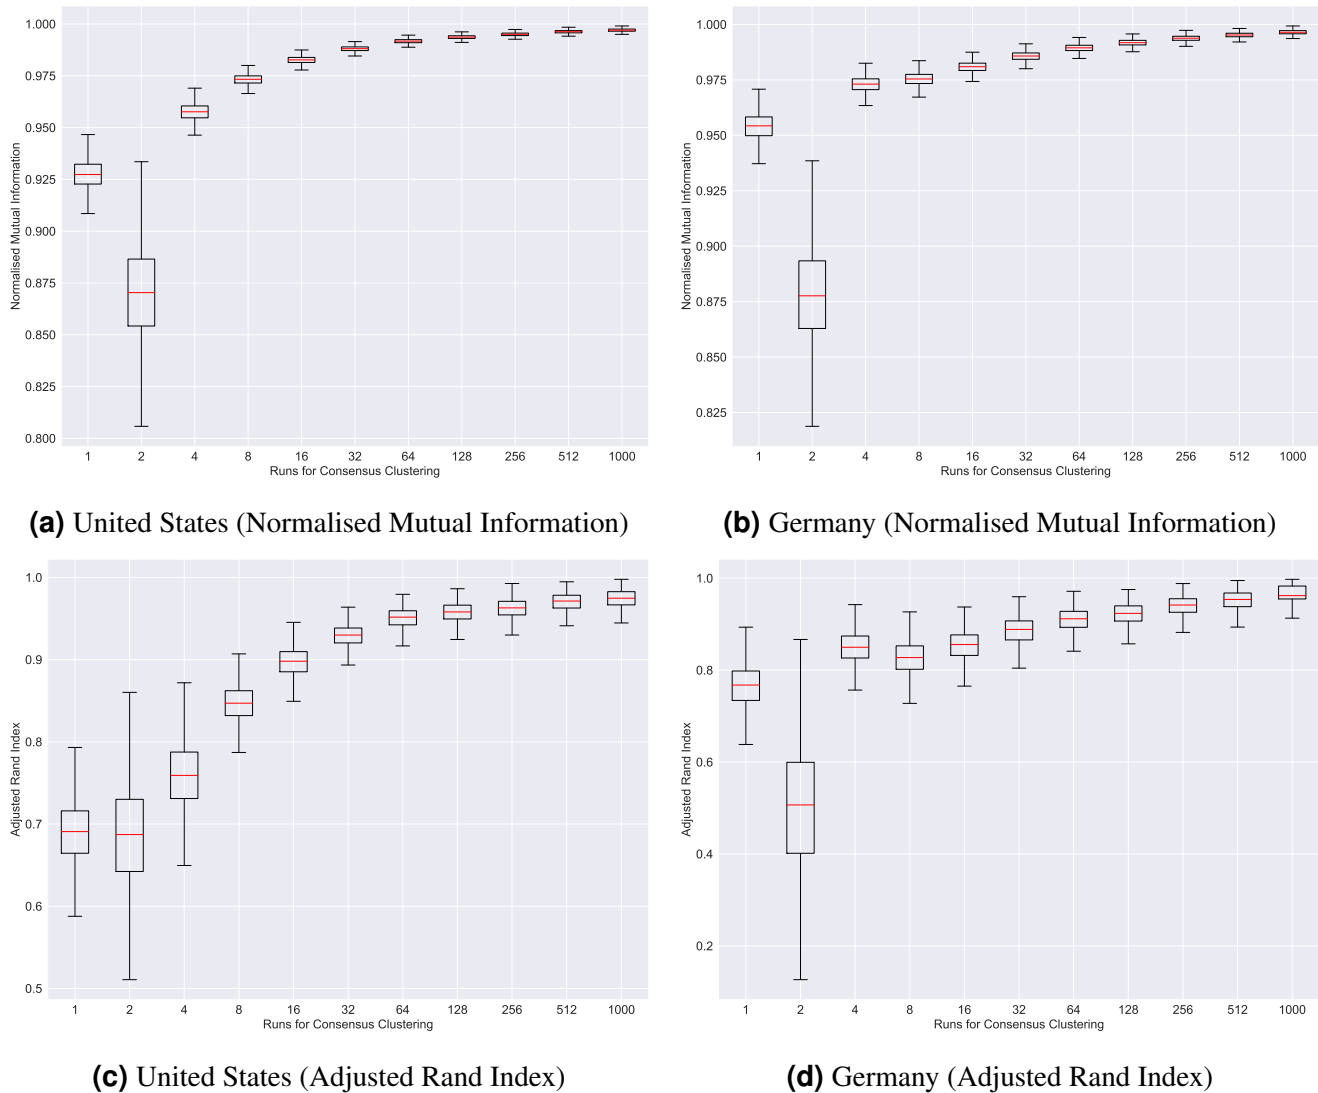 1.000
0.975
0.950
0.925
0.900
0.875
0.850
0.825
0.800
Normalised Mutual Information
1 2 4 8 16 32 64 128 256 512 1000
Runs for Consensus Clustering
(a) United States (Normalised Mutual Information)
1.000
0.975
0.950
0.925
0.900
0.875
0.850
0.825
Normalised Mutual Information
1 2 4 8 16 32 64 128 256 512 1000
Runs for Consensus Clustering
(b) Germany (Normalised Mutual Information)
1.0
0.9
0.8
0.7
0.6
0.5
Adjusted Rand Index
1 2 4 8 16 32 64 128 256 512 1000
Runs for Consensus Clustering
(c) United States (Adjusted Rand Index)
1.0
0.8
0.6
0.4
0.2
Adjusted Rand Index
1 2 4 8 16 32 64 128 256 512 1000
Runs for Consensus Clustering
(d) Germany (Adjusted Rand Index)